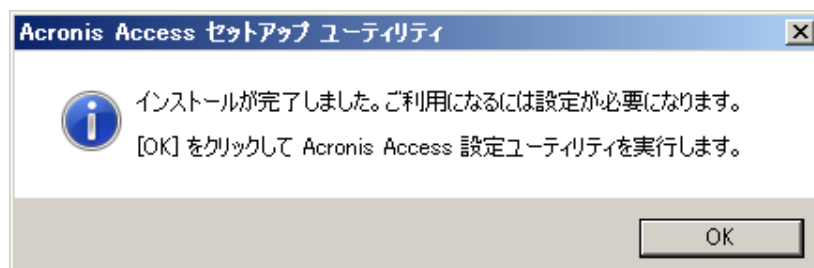 Acronis Access セットアップ ユーティリティ
インストールが完了しました。ご利用になるには設定が必要になります。
[OK] をクリックして Acronis Access 設定ユーティリティを実行します。
OK